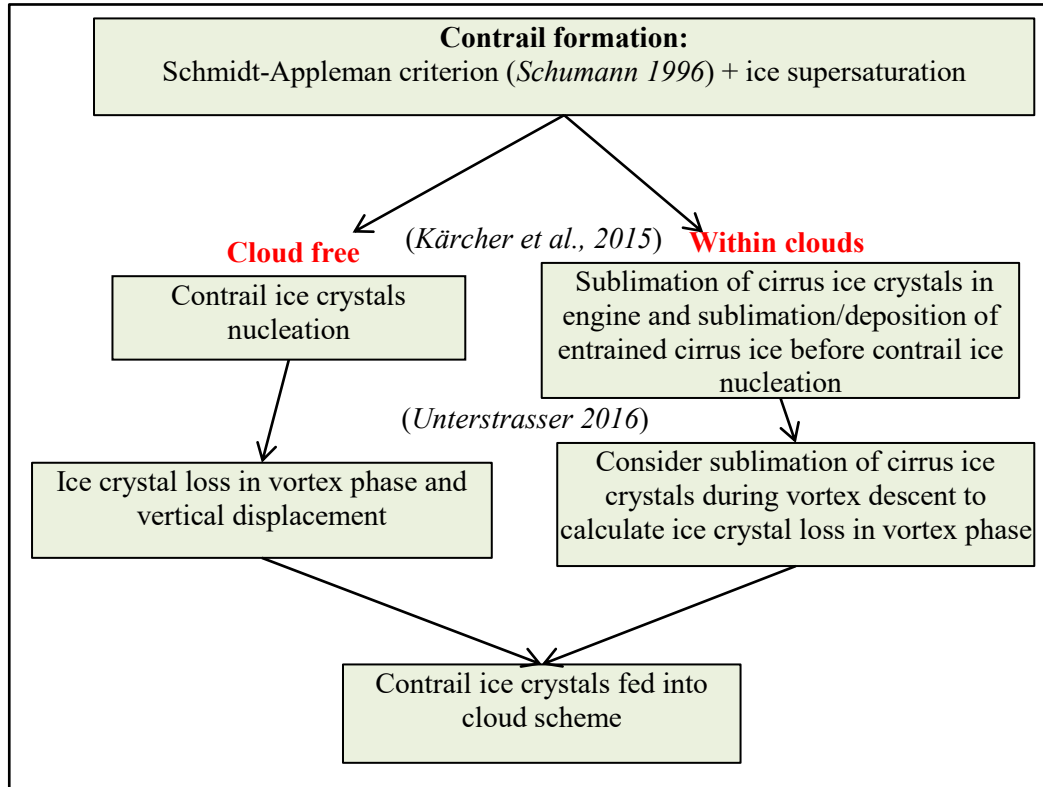 Contrail formation:
Schmidt-Appleman criterion (Schumann 1996) + ice supersaturation
(Kärcher et al., 2015)
Cloud free
Within clouds
Contrail ice crystals
nucleation
Sublimation of cirrus ice crystals in
engine and sublimation/deposition of
entrained cirrus ice before contrail ice
nucleation
(Unterstrasser 2016)
Ice crystal loss in vortex phase and
vertical displacement
Consider sublimation of cirrus ice
crystals during vortex descent to
calculate ice crystal loss in vortex phase
Contrail ice crystals fed into
cloud scheme